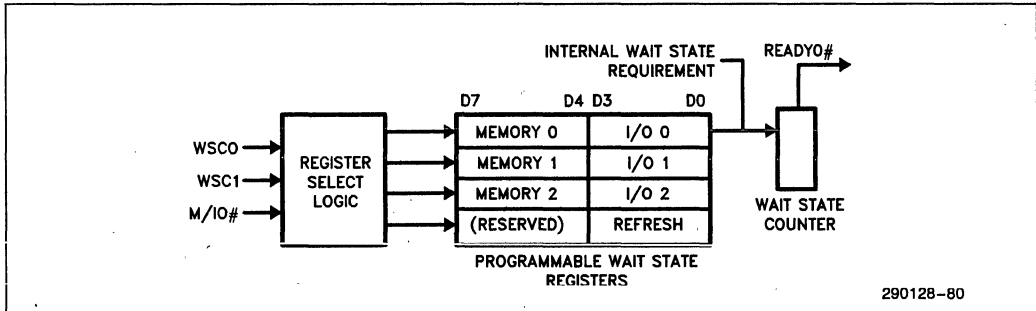 INTERNAL WAIT STATE
REQUIREMENT
READYO#
D7 D4 D3 D0
WSC0
WSC1
M/IO#
REGISTER
SELECT
LOGIC
MEMORY 0 I/O 0
MEMORY 1 I/O 1
MEMORY 2 I/O 2
(RESERVED) REFRESH
WAIT STATE
COUNTER
PROGRAMMABLE WAIT STATE
REGISTERS
290128-80